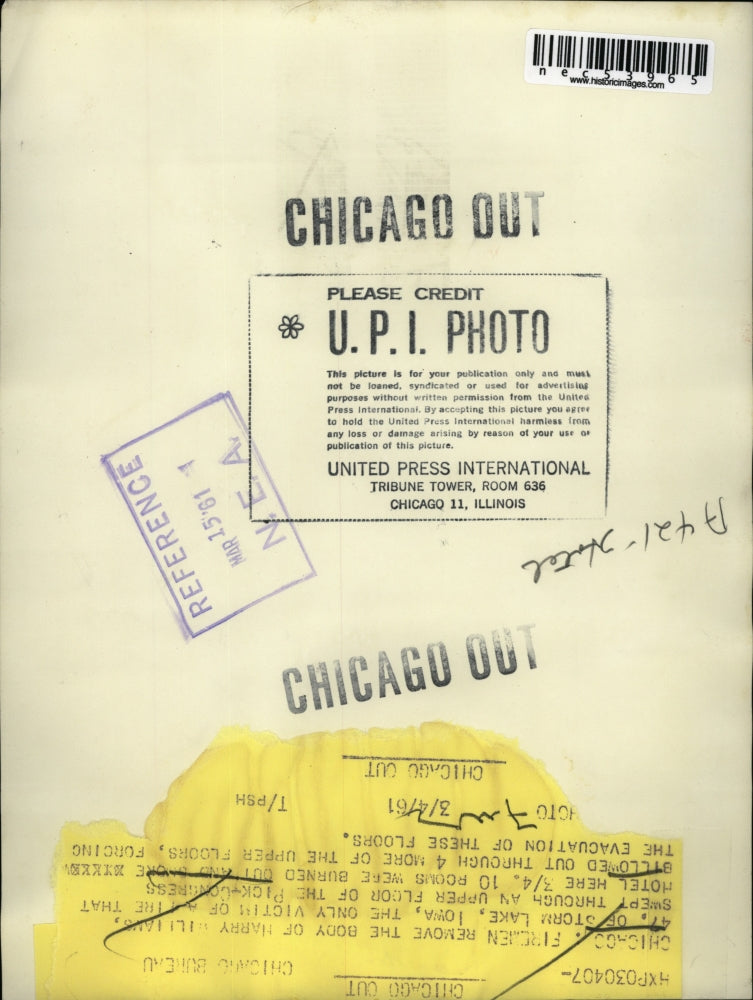 nec53965
www.historicimages.com
CHICAGO OUT
PLEASE CREDIT
U.P.I. PHOTO
This picture is for your publication only and must
not be loaned, syndicated or used for advertising
purposes without written permission from the United
Press International. By accepting this picture you agree
to hold the United Press International harmless from
any loss or damage arising by reason of your use or
publication of this picture.
UNITED PRESS INTERNATIONAL
TRIBUNE TOWER, ROOM 636
CHICAGO 11, ILLINOIS
REFERENCE
MAR 15 '61
N. E. A.
A421-Hotel
CHICAGO OUT
CHICAGO OUT
HXP030407- CHICAGO BUREAU
CHICAGO: FIREMEN REMOVE THE BODY OF HARRY WILLIAMS,
47, OF STORM LAKE, IOWA, THE ONLY VICTIM OF A FIRE THAT
SWEPT THROUGH AN UPPER FLOOR OF THE PICK-CONGRESS
HOTEL HERE 3/4. 10 ROOMS WERE BURNED OUT AND SMOKE
BILLOWED OUT THROUGH 4 MORE OF THE UPPER FLOORS, FORCING
THE EVACUATION OF THESE FLOORS.
HOTO 3/4/61 T/PSH
CHICAGO OUT